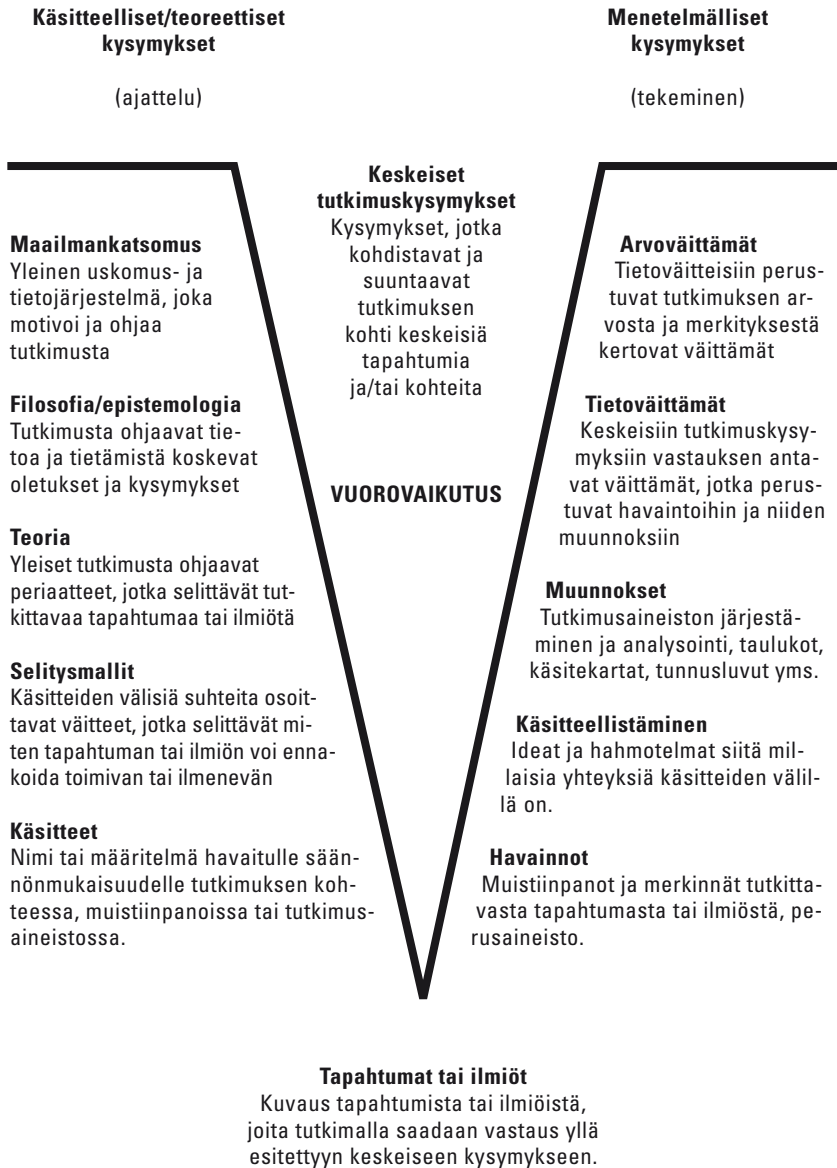 Käsitteelliset/teoreettiset
kysymykset
(ajattelu)
Menetelmälliset
kysymykset
(tekeminen)
Keskeiset
tutkimuskysymykset
Kysymykset, jotka
kohdistavat ja
suuntaavat
tutkimuksen
kohti keskeisiä
tapahtumia
ja/tai kohteita
VUOROVAIKUTUS
Maailmankatsomus
Yleinen uskomus- ja
tietojärjestelmä, joka
motivoi ja ohjaa
tutkimusta
Filosofia/epistemologia
Tutkimusta ohjaavat tie-
toa ja tietämistä koskevat
oletukset ja kysymykset
Teoria
Yleiset tutkimusta ohjaavat
periaatteet, jotka selittävät tut-
kittavaa tapahtumaa tai ilmiötä
Selitysmallit
Käsitteiden välisiä suhteita osoit-
tavat väitteet, jotka selittävät mi-
ten tapahtuman tai ilmiön voi enna-
koida toimivan tai ilmenevän
Käsitteet
Nimi tai määritelmä havaitulle sään-
nönmukaisuudelle tutkimuksen koh-
teessa, muistiinpanoissa tai tutkimus-
aineistossa.
Arvoväittämät
Tietoväitteisiin perus-
tuvat tutkimuksen ar-
vosta ja merkityksestä
kertovat väittämät
Tietoväittämät
Keskeisiin tutkimuskysy-
myksiin vastauksen anta-
vat väittämät, jotka perus-
tuvat havaintoihin ja niiden
muunnoksiin
Muunnokset
Tutkimusaineiston järjestä-
minen ja analysointi, taulukot,
käsitekartat, tunnusluvut yms.
Käsitteellistäminen
Ideat ja hahmotelmat siitä mil-
laisia yhteyksiä käsitteiden välil-
lä on.
Havainnot
Muistiinpanot ja merkinnät tutkitta-
vasta tapahtumasta tai ilmiöstä, pe-
rusaineisto.
Tapahtumat tai ilmiöt
Kuvaus tapahtumista tai ilmiöistä,
joita tutkimalla saadaan vastaus yllä
esitettyyn keskeiseen kysymykseen.